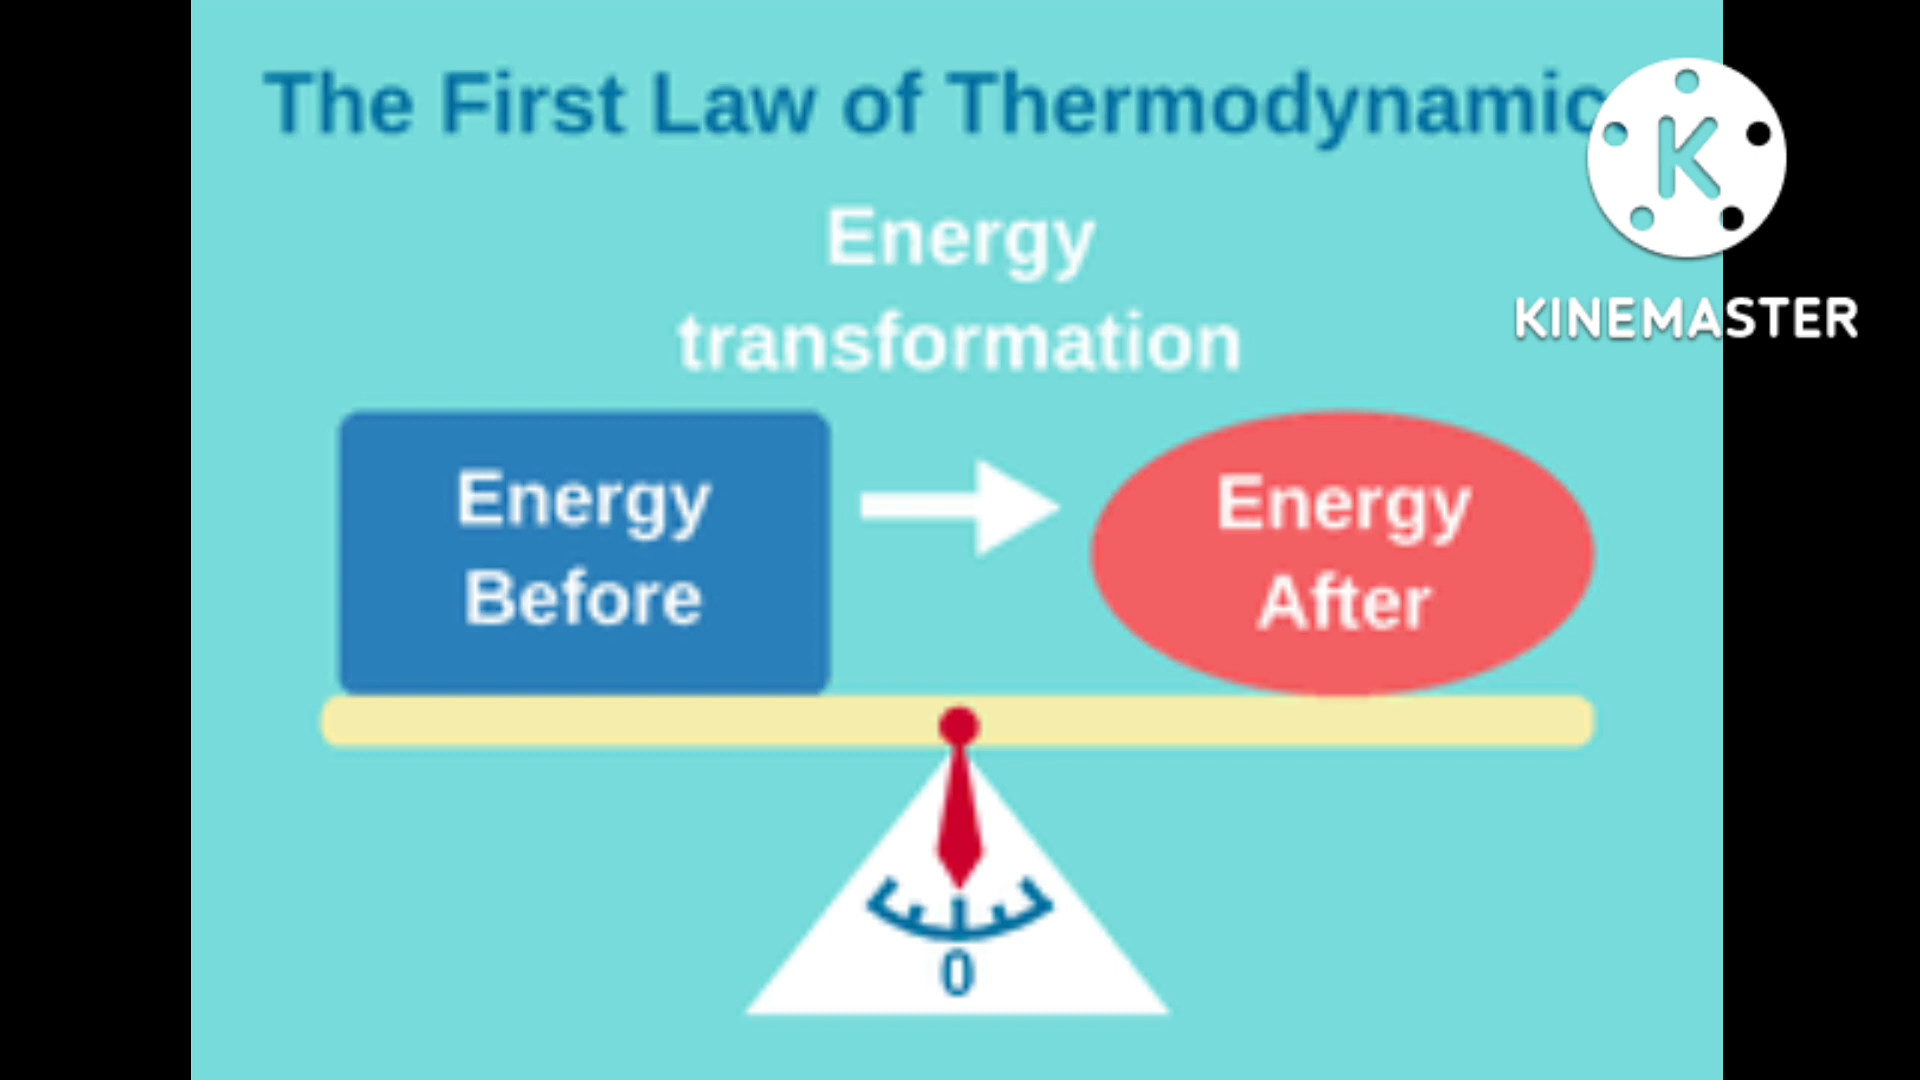 The First Law of Thermodynamic
K
KINEMASTER
Energy
transformation
Energy
Before
Energy
After
0